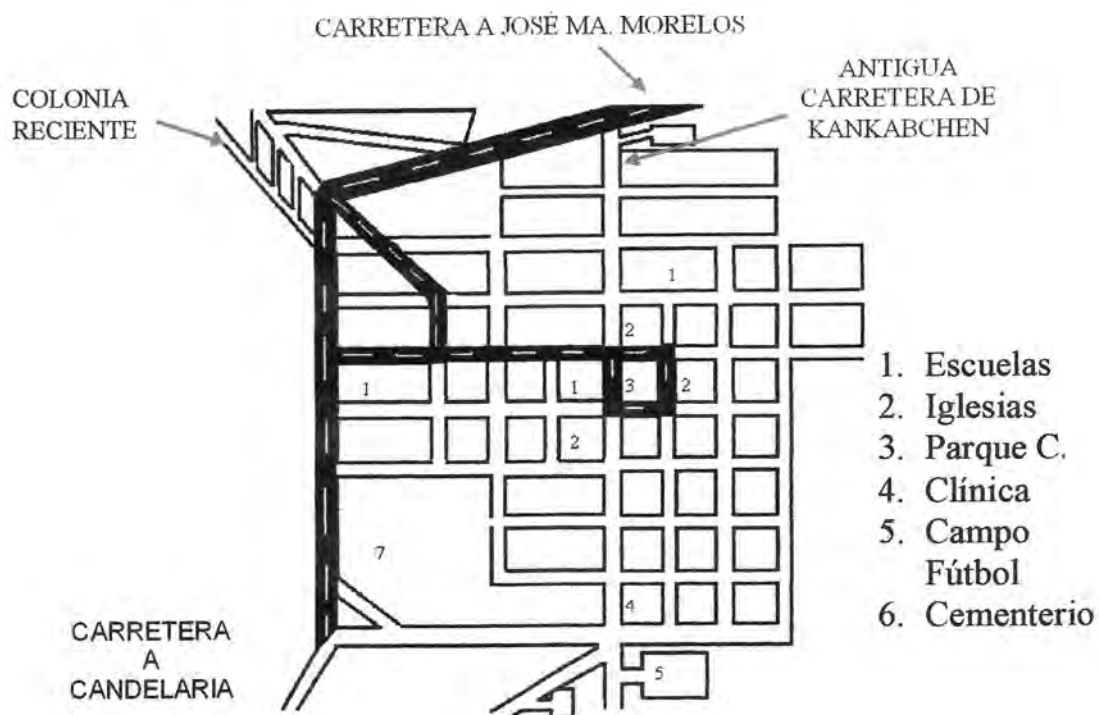 CARRETERA A JOSÉ MA. MORELOS
ANTIGUA
CARRETERA DE
KANKABCHEN
COLONIA
RECIENTE
1
2
1
1
3
2
2
7
4
5
CARRETERA
A
CANDELARIA
1. Escuelas
2. Iglesias
3. Parque C.
4. Clínica
5. Campo
Fútbol
6. Cementerio